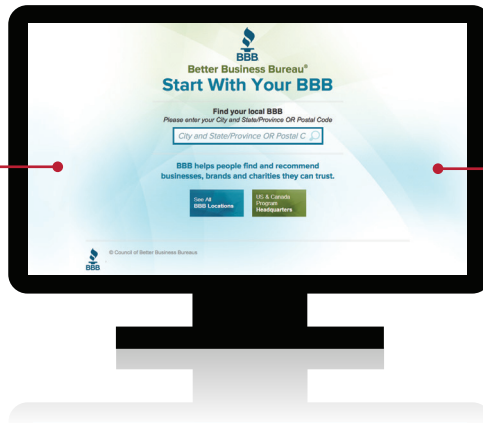 BBB
Better Business Bureau®
Start With Your BBB
Find your local BBB
Please enter your City and State/Province OR Postal Code
City and State/Province OR Postal C
BBB helps people find and recommend
businesses, brands and charities they can trust.
See All
BBB Locations
US & Canada
Program
Headquarters
BBB
© Council of Better Business Bureaus